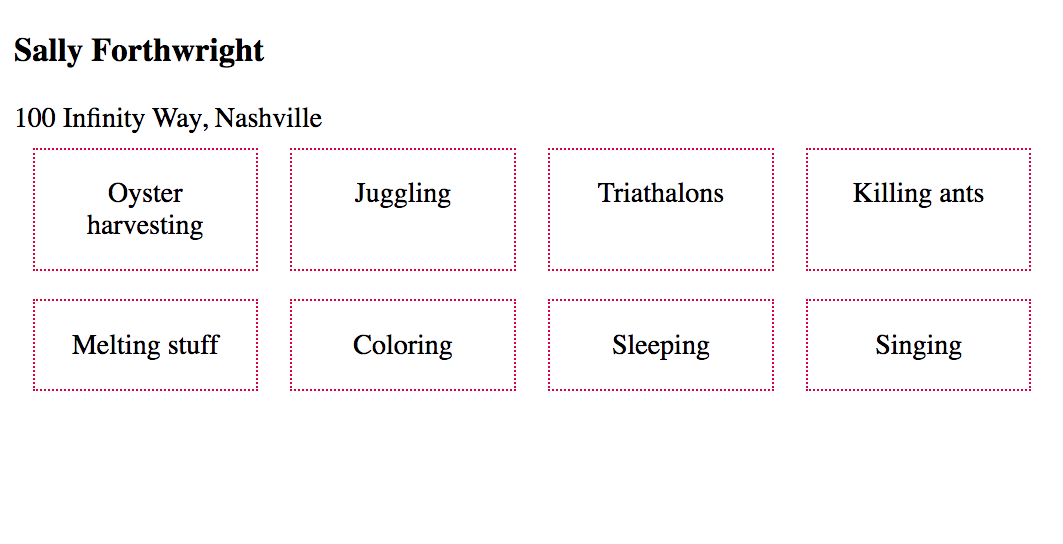 Sally Forthwright
100 Infinity Way, Nashville
Oyster
harvesting
Juggling
Triathalons
Killing ants
Melting stuff
Coloring
Sleeping
Singing